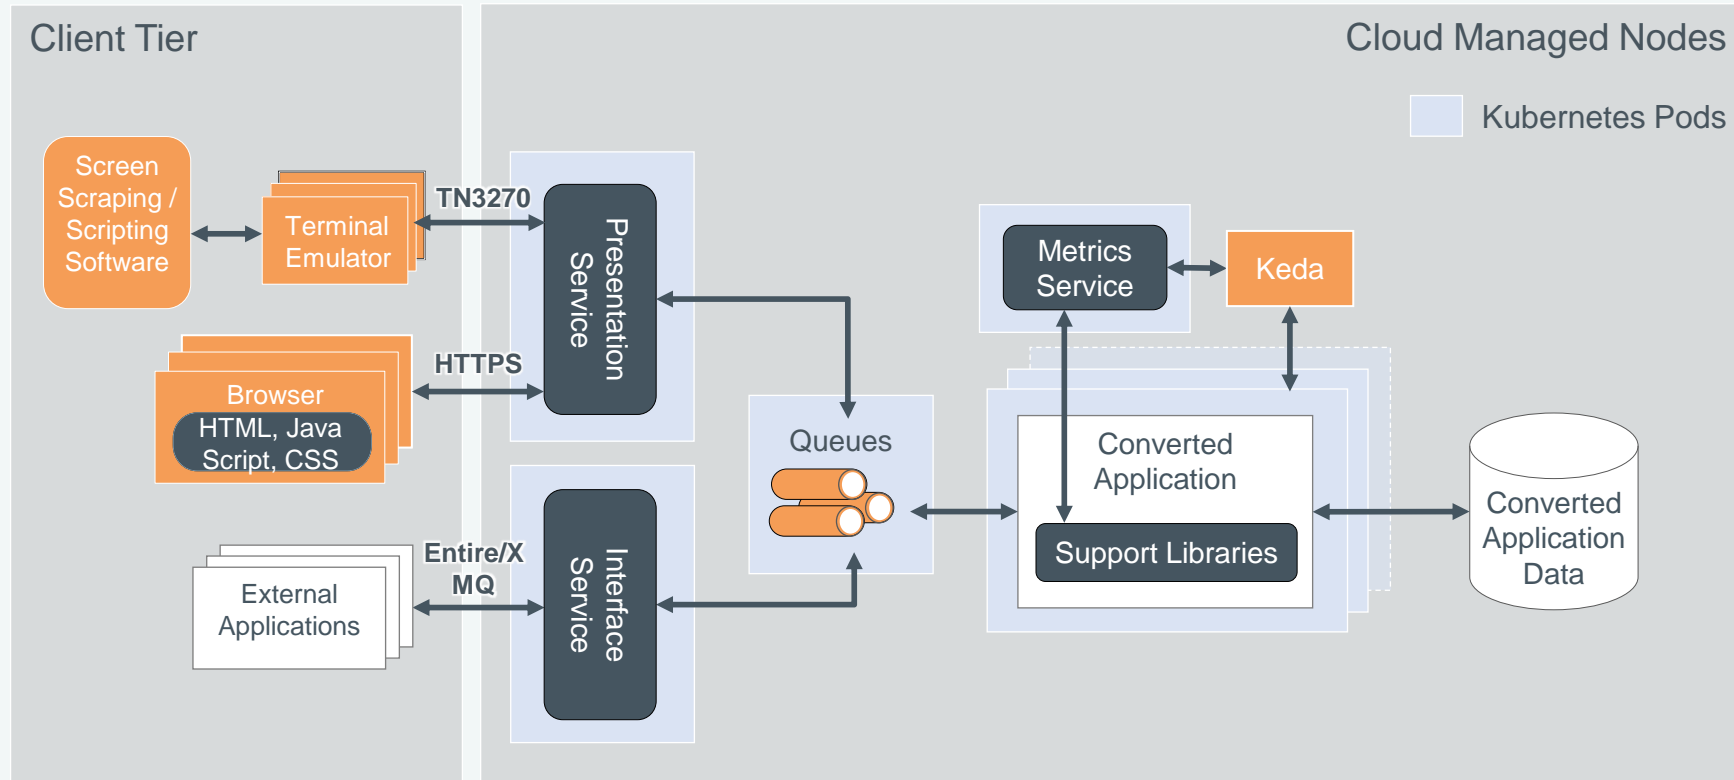 Client Tier
Cloud Managed Nodes
Kubernetes Pods
Screen
Scraping /
Scripting
Software
Terminal
Emulator
TN3270
Presentation
Service
Metrics
Service
Keda
HTTPS
Browser
HTML, Java
Script, CSS
Queues
Converted
Application
Support Libraries
Converted
Application
Data
Entire/X
MQ
Interface
Service
External
Applications